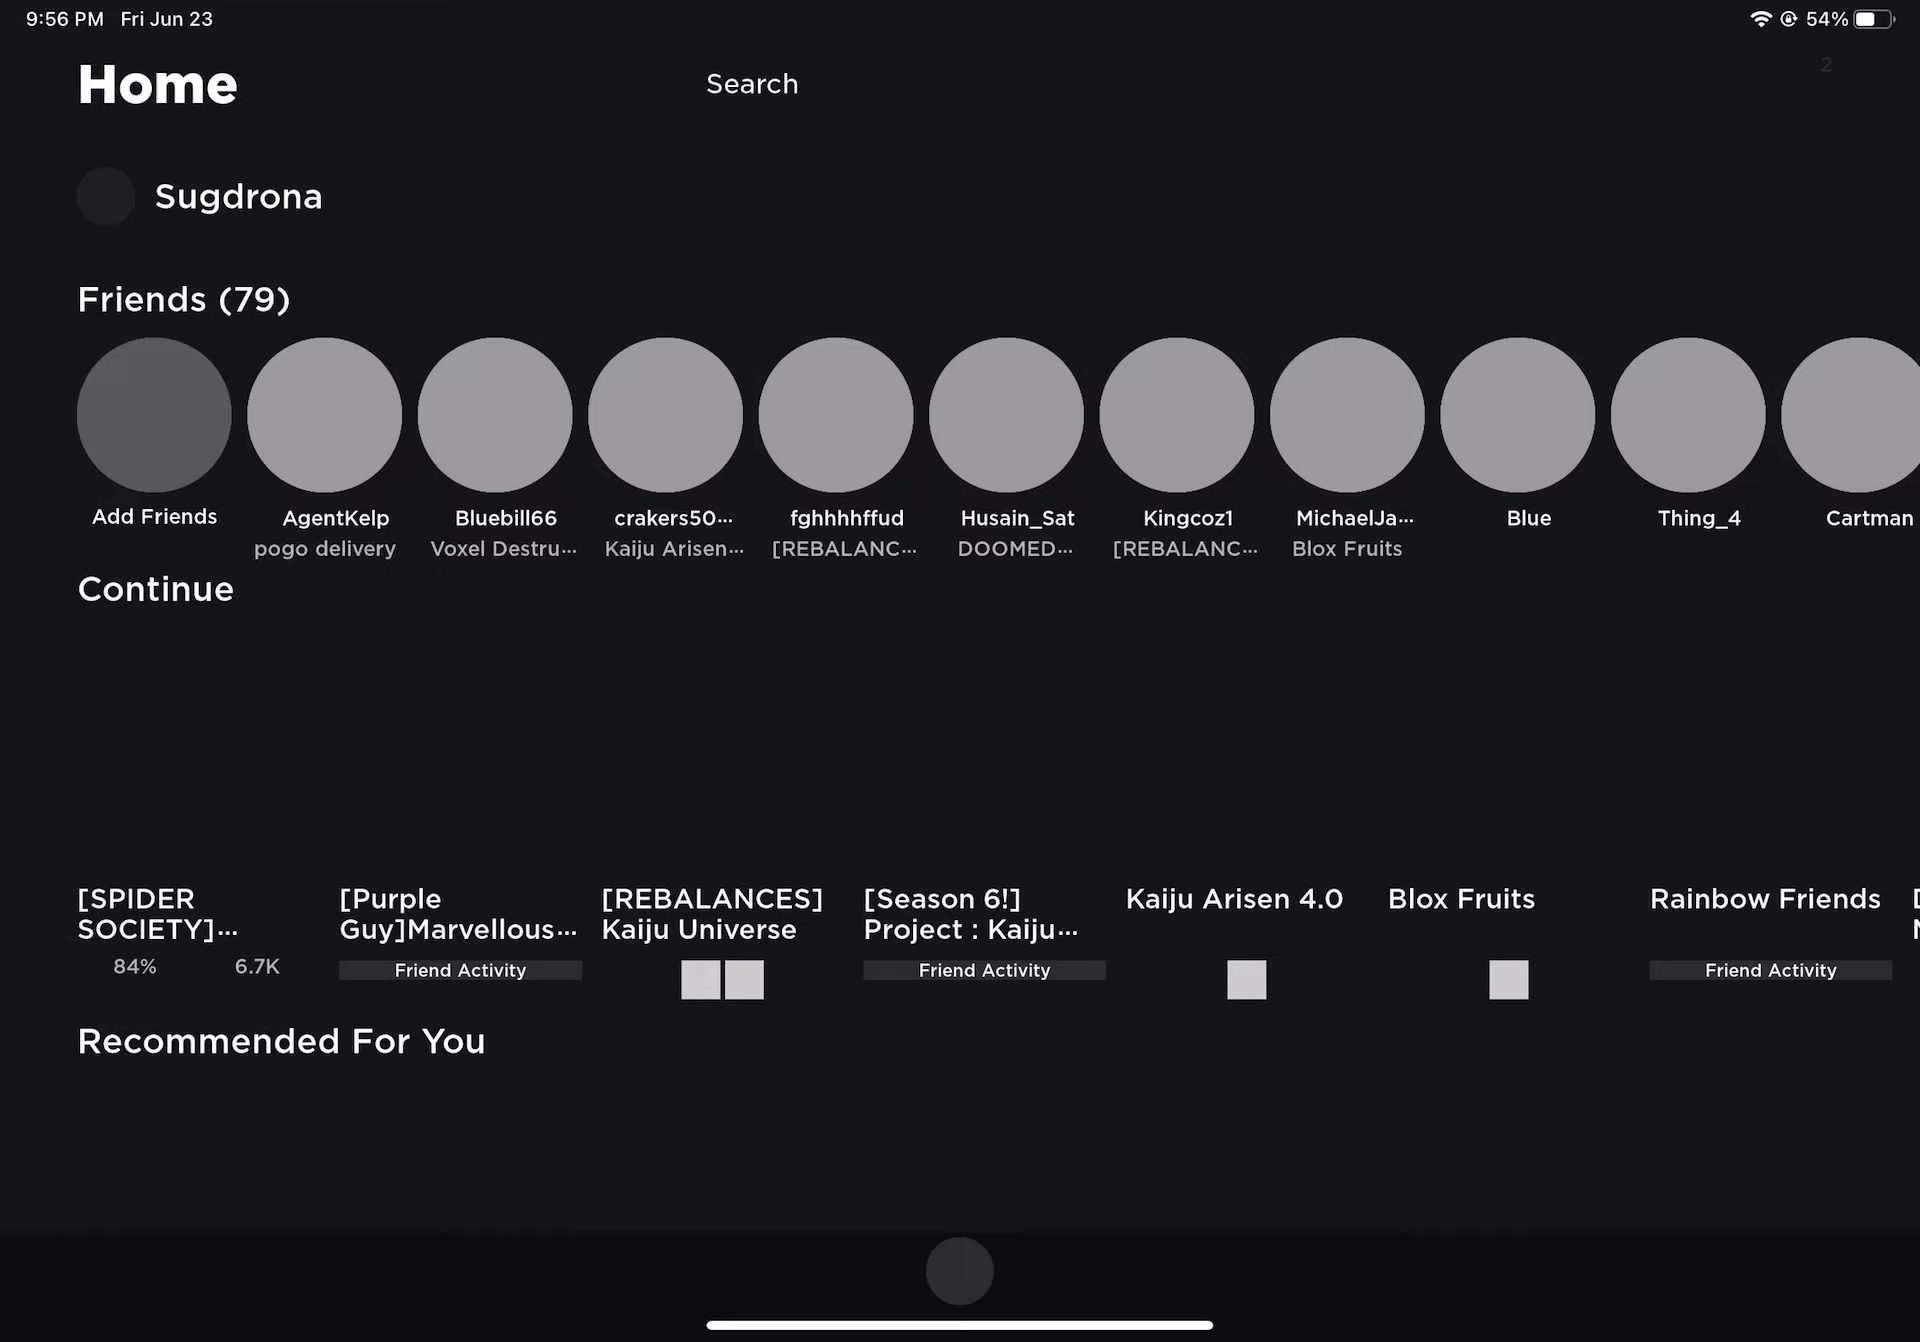 9:56 PM Fri Jun 23
54%
2
Home
Search
Sugdrona
Friends (79)
Add Friends
AgentKelp
Bluebill66
crakers50...
fghhhhffud
Husain_Sat
Kingcoz1
MichaelJa...
Blue
Thing_4
Cartman
pogo delivery
Voxel Destru...
Kaiju Arisen...
[REBALANC...
DOOMED...
[REBALANC...
Blox Fruits
Continue
[SPIDER
SOCIETY]...
84% 6.7K
[Purple
Guy]Marvellous...
Friend Activity
[REBALANCES]
Kaiju Universe
[Season 6!]
Project : Kaiju...
Friend Activity
Kaiju Arisen 4.0
Blox Fruits
Rainbow Friends
Friend Activity
Recommended For You